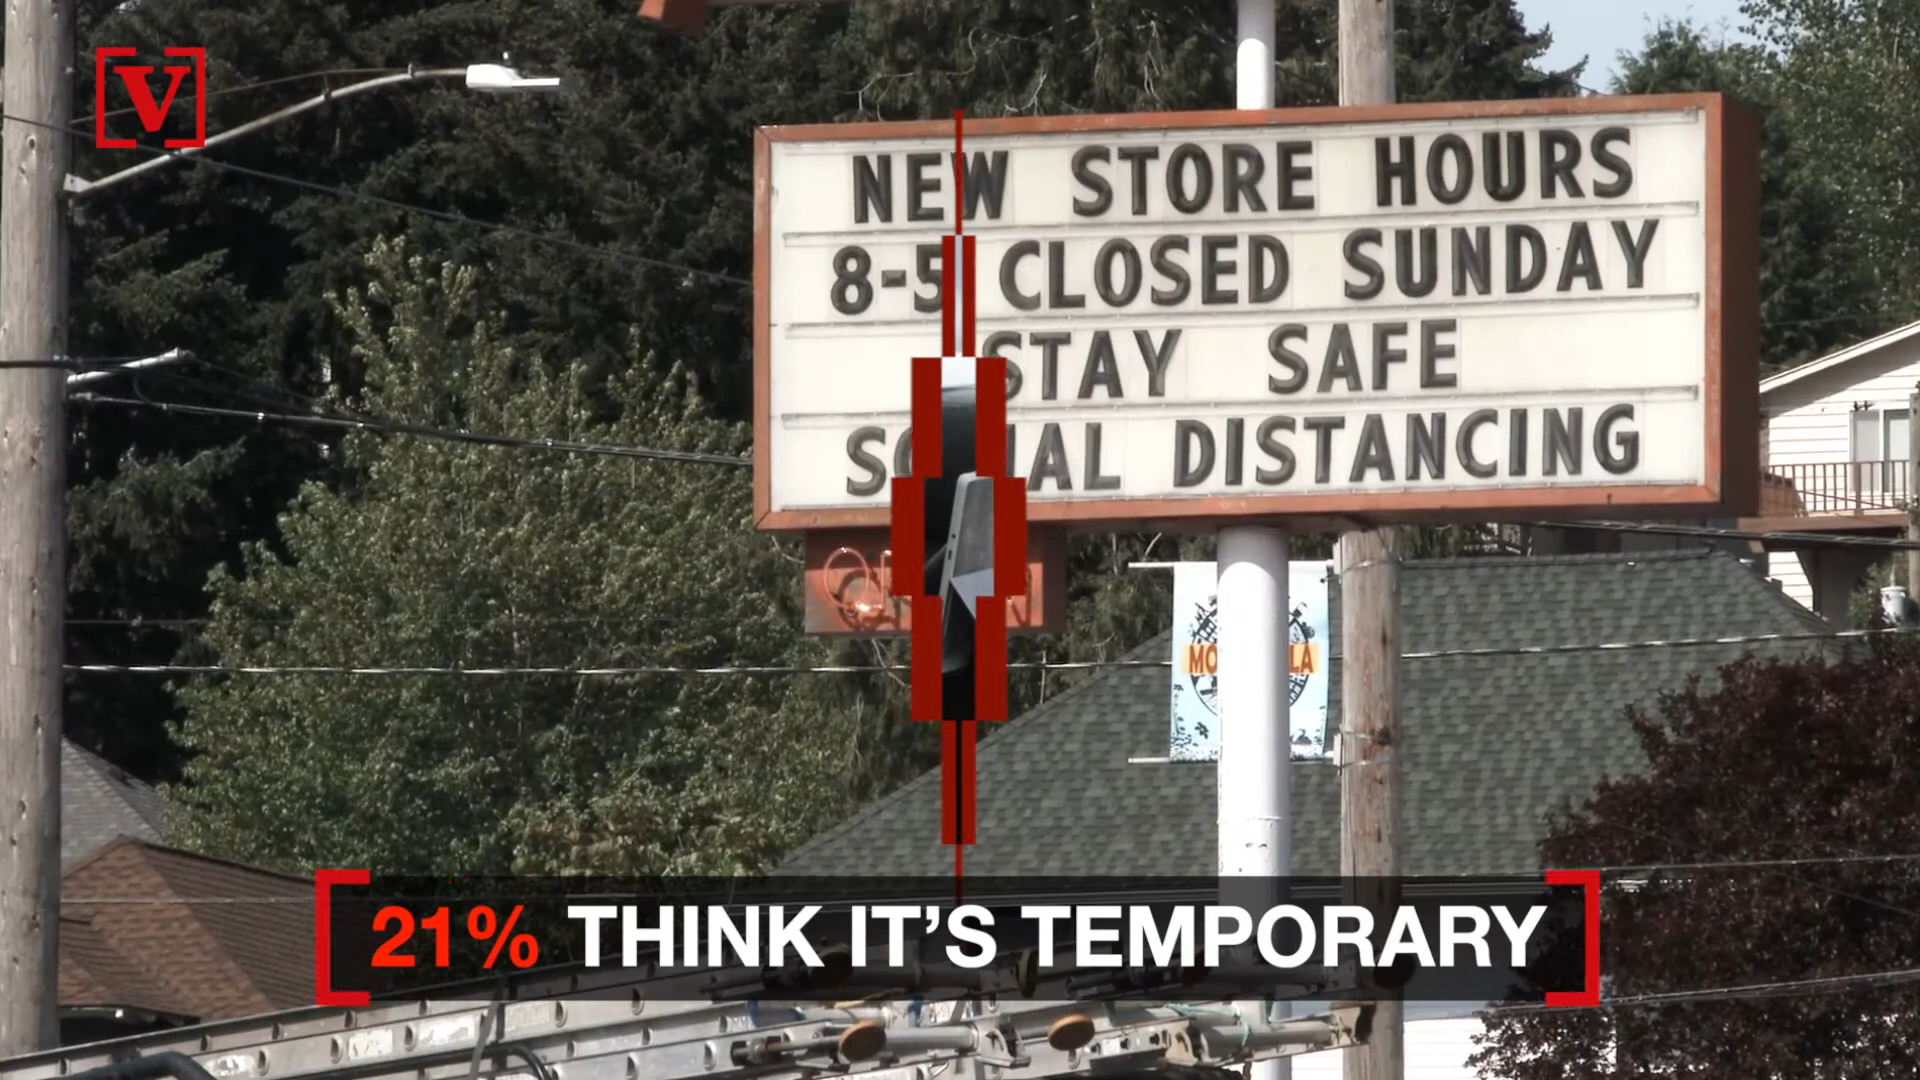 V
NEW STORE HOURS
8-5 CLOSED SUNDAY
STAY SAFE
SOCIAL DISTANCING
21% THINK IT'S TEMPORARY